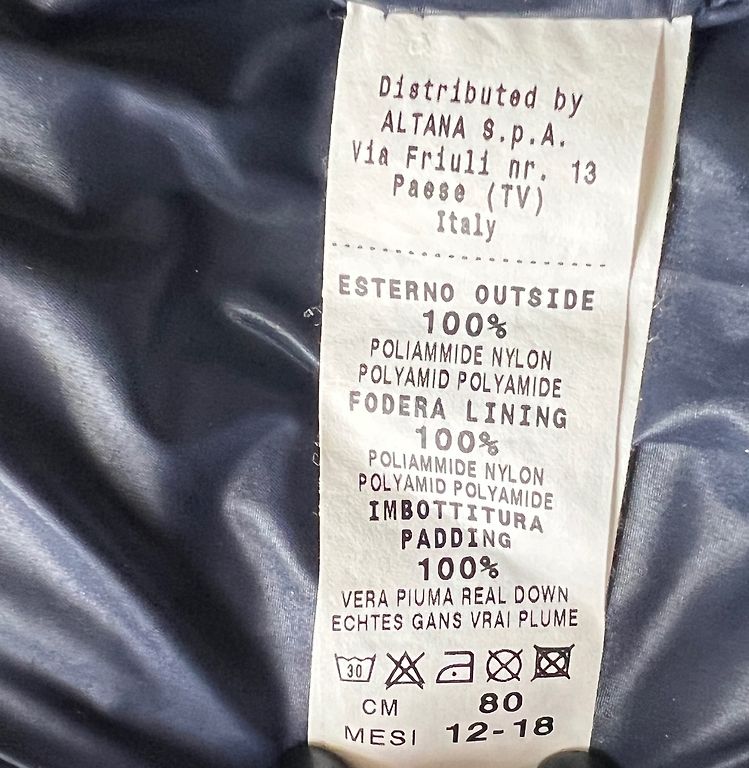 Distributed by
ALTANA S.p.A.
Via Friuli nr. 13
Paese (TV)
Italy
ESTERNO OUTSIDE
100%
POLIAMMIDE NYLON
POLYAMID POLYAMIDE
FODERA LINING
100%
POLIAMMIDE NYLON
POLYAMID POLYAMIDE
IMBOTTITURA
PADDING
100%
VERA PIUMA REAL DOWN
ECHTES GANS VRAI PLUME
30
CM 80
MESI 12-18